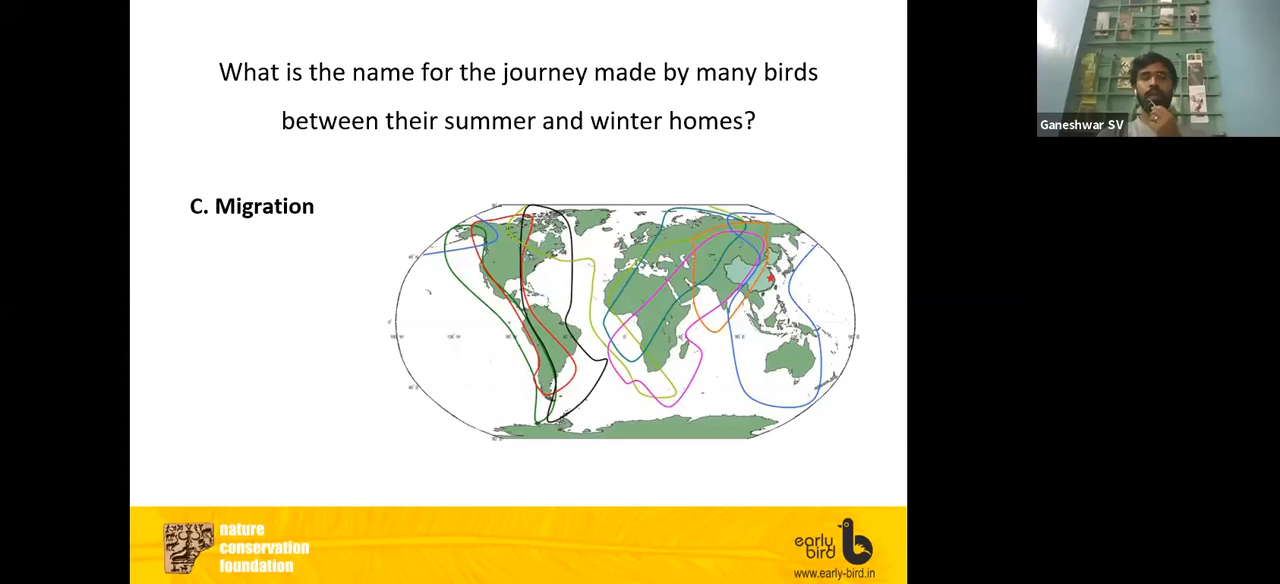 What is the name for the journey made by many birds
between their summer and winter homes?
Ganeshwar SV
C. Migration
nature
conservation
foundation
early
bird
www.early-bird.in